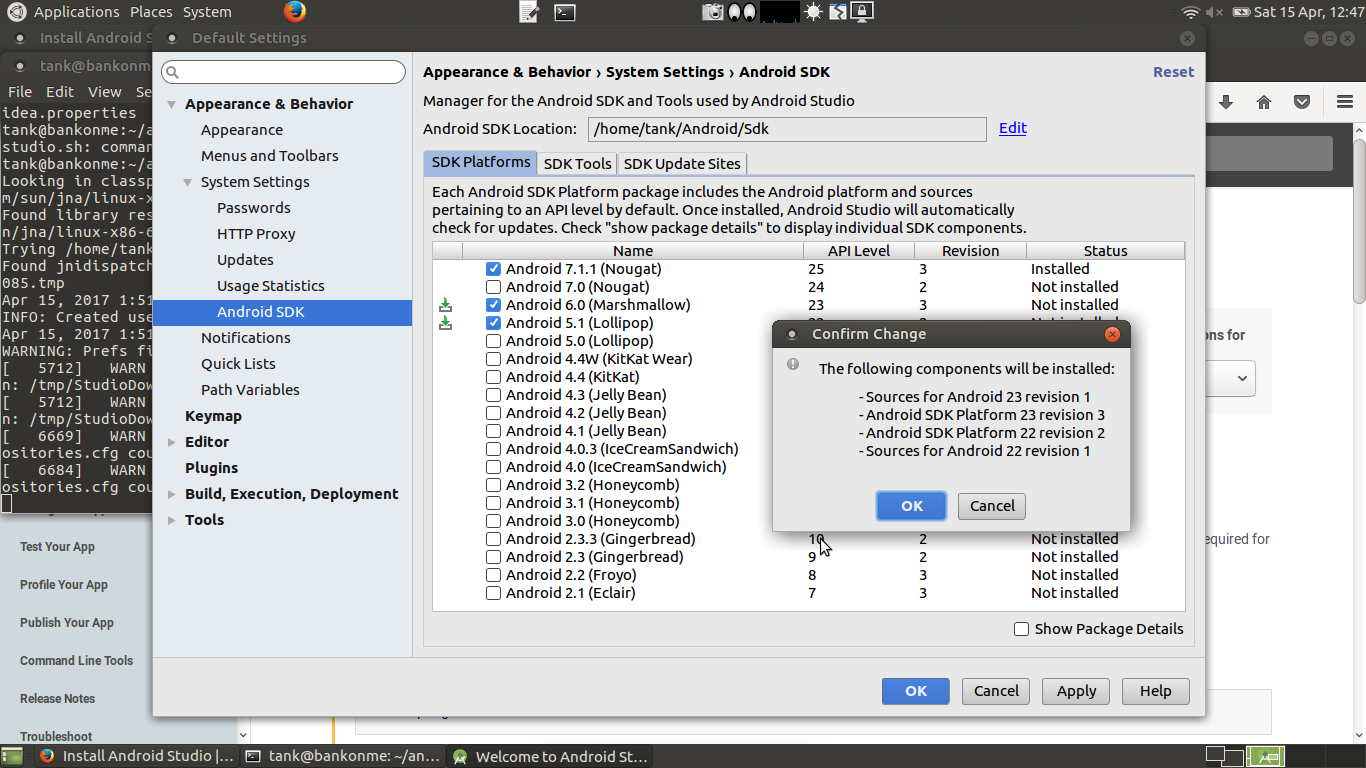 Applications Places System
Sat 15 Apr, 12:47
Install Android S
Default Settings
tank@bankonm
File Edit View Se
idea.properties
tank@bankonme:~/a
studio.sh: comman
tank@bankonme:~/a
Looking in classp
m/sun/jna/linux-x
Found library res
n/jna/linux-x86-6
Trying /home/tank
Found jnidispatch
085.tmp
Apr 15, 2017 1:51
INFO: Created use
Apr 15, 2017 1:51
WARNING: Prefs fi
[ 5712] WARN
n: /tmp/StudioDow
[ 5712] WARN
n: /tmp/StudioDow
[ 6669] WARN
ositories.cfg cou
[ 6684] WARN
ositories.cfg cou
Test Your App
Profile Your App
Publish Your App
Command Line Tools
Release Notes
Troubleshoot
Appearance & Behavior
Appearance
Menus and Toolbars
System Settings
Passwords
HTTP Proxy
Updates
Usage Statistics
Android SDK
Notifications
Quick Lists
Path Variables
Keymap
Editor
Plugins
Build, Execution, Deployment
Tools
Appearance & Behavior › System Settings › Android SDK
Reset
Manager for the Android SDK and Tools used by Android Studio
Android SDK Location: /home/tank/Android/Sdk Edit
SDK Platforms SDK Tools SDK Update Sites
Each Android SDK Platform package includes the Android platform and sources
pertaining to an API level by default. Once installed, Android Studio will automatically
check for updates. Check "show package details" to display individual SDK components.
Name API Level Revision Status
Android 7.1.1 (Nougat) 25 3 Installed
Android 7.0 (Nougat) 24 2 Not installed
Android 6.0 (Marshmallow) 23 3 Not installed
Android 5.1 (Lollipop)
Android 5.0 (Lollipop)
Android 4.4W (KitKat Wear)
Android 4.4 (KitKat)
Android 4.3 (Jelly Bean)
Android 4.2 (Jelly Bean)
Android 4.1 (Jelly Bean)
Android 4.0.3 (IceCreamSandwich)
Android 4.0 (IceCreamSandwich)
Android 3.2 (Honeycomb)
Android 3.1 (Honeycomb)
Android 3.0 (Honeycomb)
Android 2.3.3 (Gingerbread) 10 2 Not installed
Android 2.3 (Gingerbread) 9 2 Not installed
Android 2.2 (Froyo) 8 3 Not installed
Android 2.1 (Eclair) 7 3 Not installed
Show Package Details
OK Cancel Apply Help
Confirm Change
The following components will be installed:
- Sources for Android 23 revision 1
- Android SDK Platform 23 revision 3
- Android SDK Platform 22 revision 2
- Sources for Android 22 revision 1
OK Cancel
ons for
equired for
Install Android Studio |...
tank@bankonme: ~/an...
Welcome to Android St...